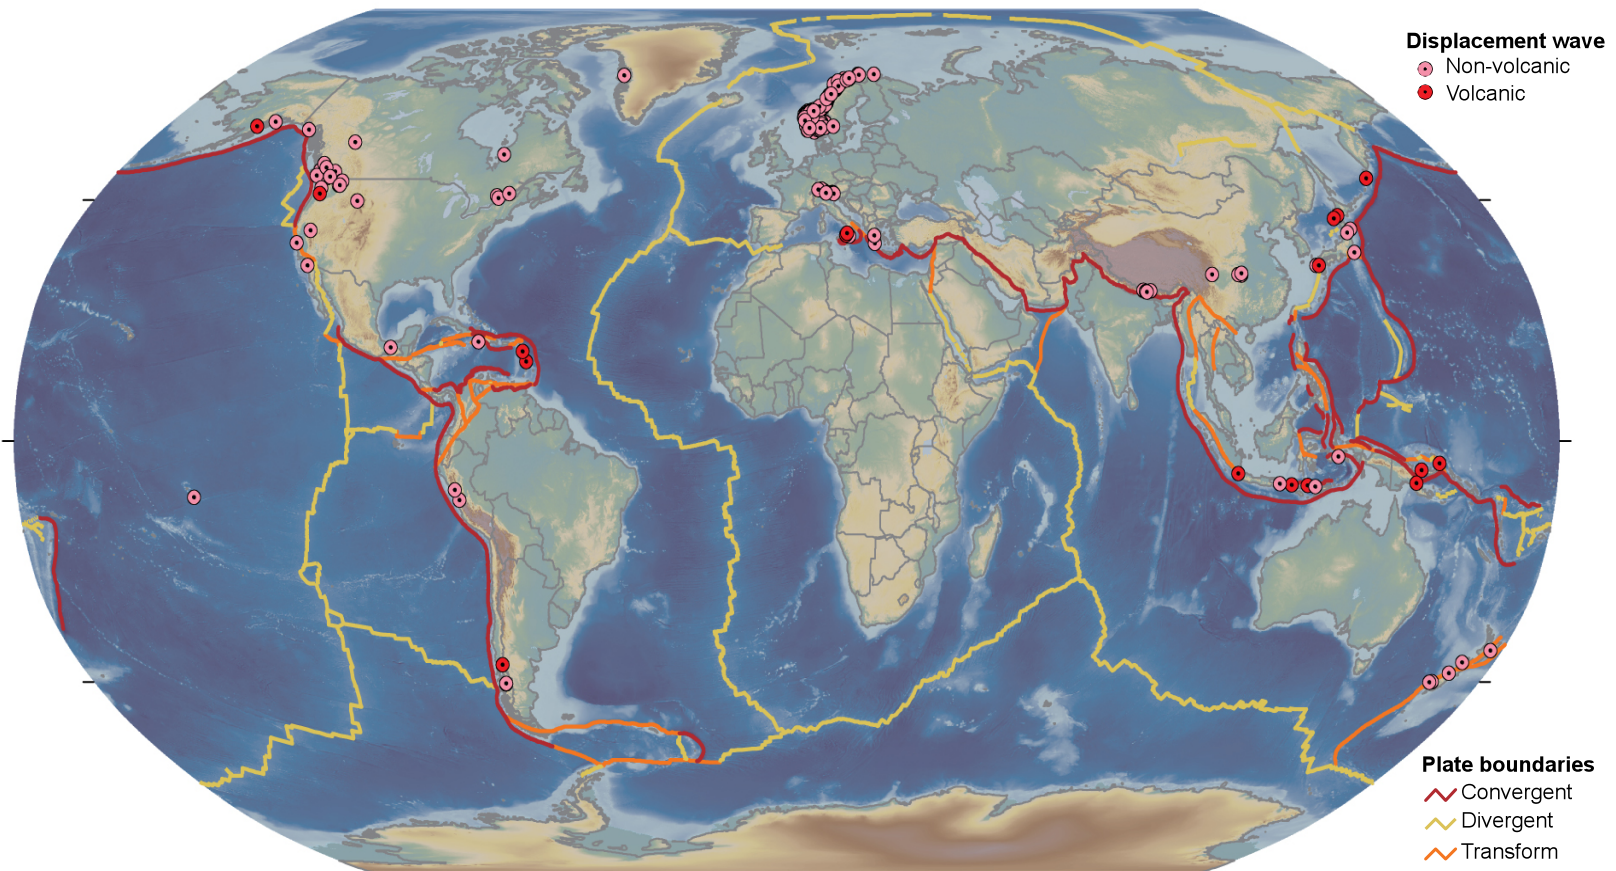 Displacement wave
Non-volcanic
Volcanic
Plate boundaries
Convergent
Divergent
Transform